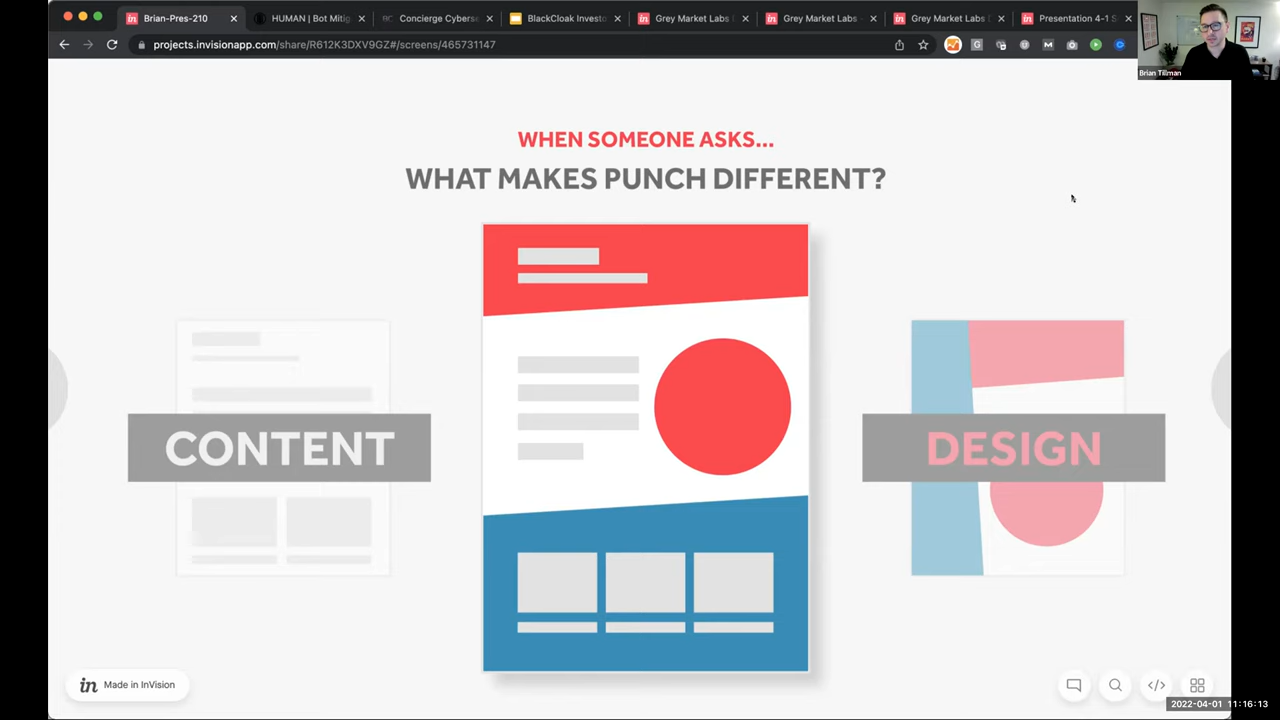 Brian-Pres-210
HUMAN | Bot Mitig
Concierge Cyberse
BlackCloak Investo
Grey Market Labs
Grey Market Labs
Grey Market Labs
Presentation 4-1 S
projects.invisionapp.com/share/R612K3DXV9GZ#/screens/465731147
Brian Tillman
WHEN SOMEONE ASKS...
WHAT MAKES PUNCH DIFFERENT?
CONTENT
DESIGN
in Made in InVision
2022-04-01 11:16:13